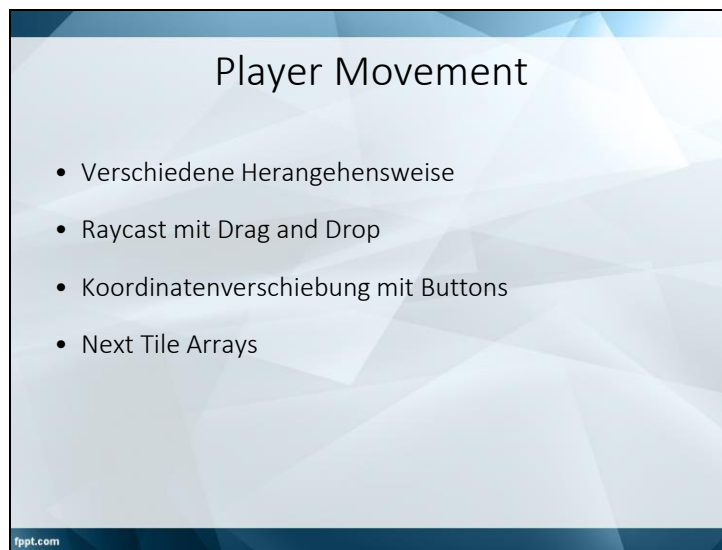 Player Movement
• Verschiedene Herangehensweise
• Raycast mit Drag and Drop
• Koordinatenverschiebung mit Buttons
• Next Tile Arrays
fppt.com